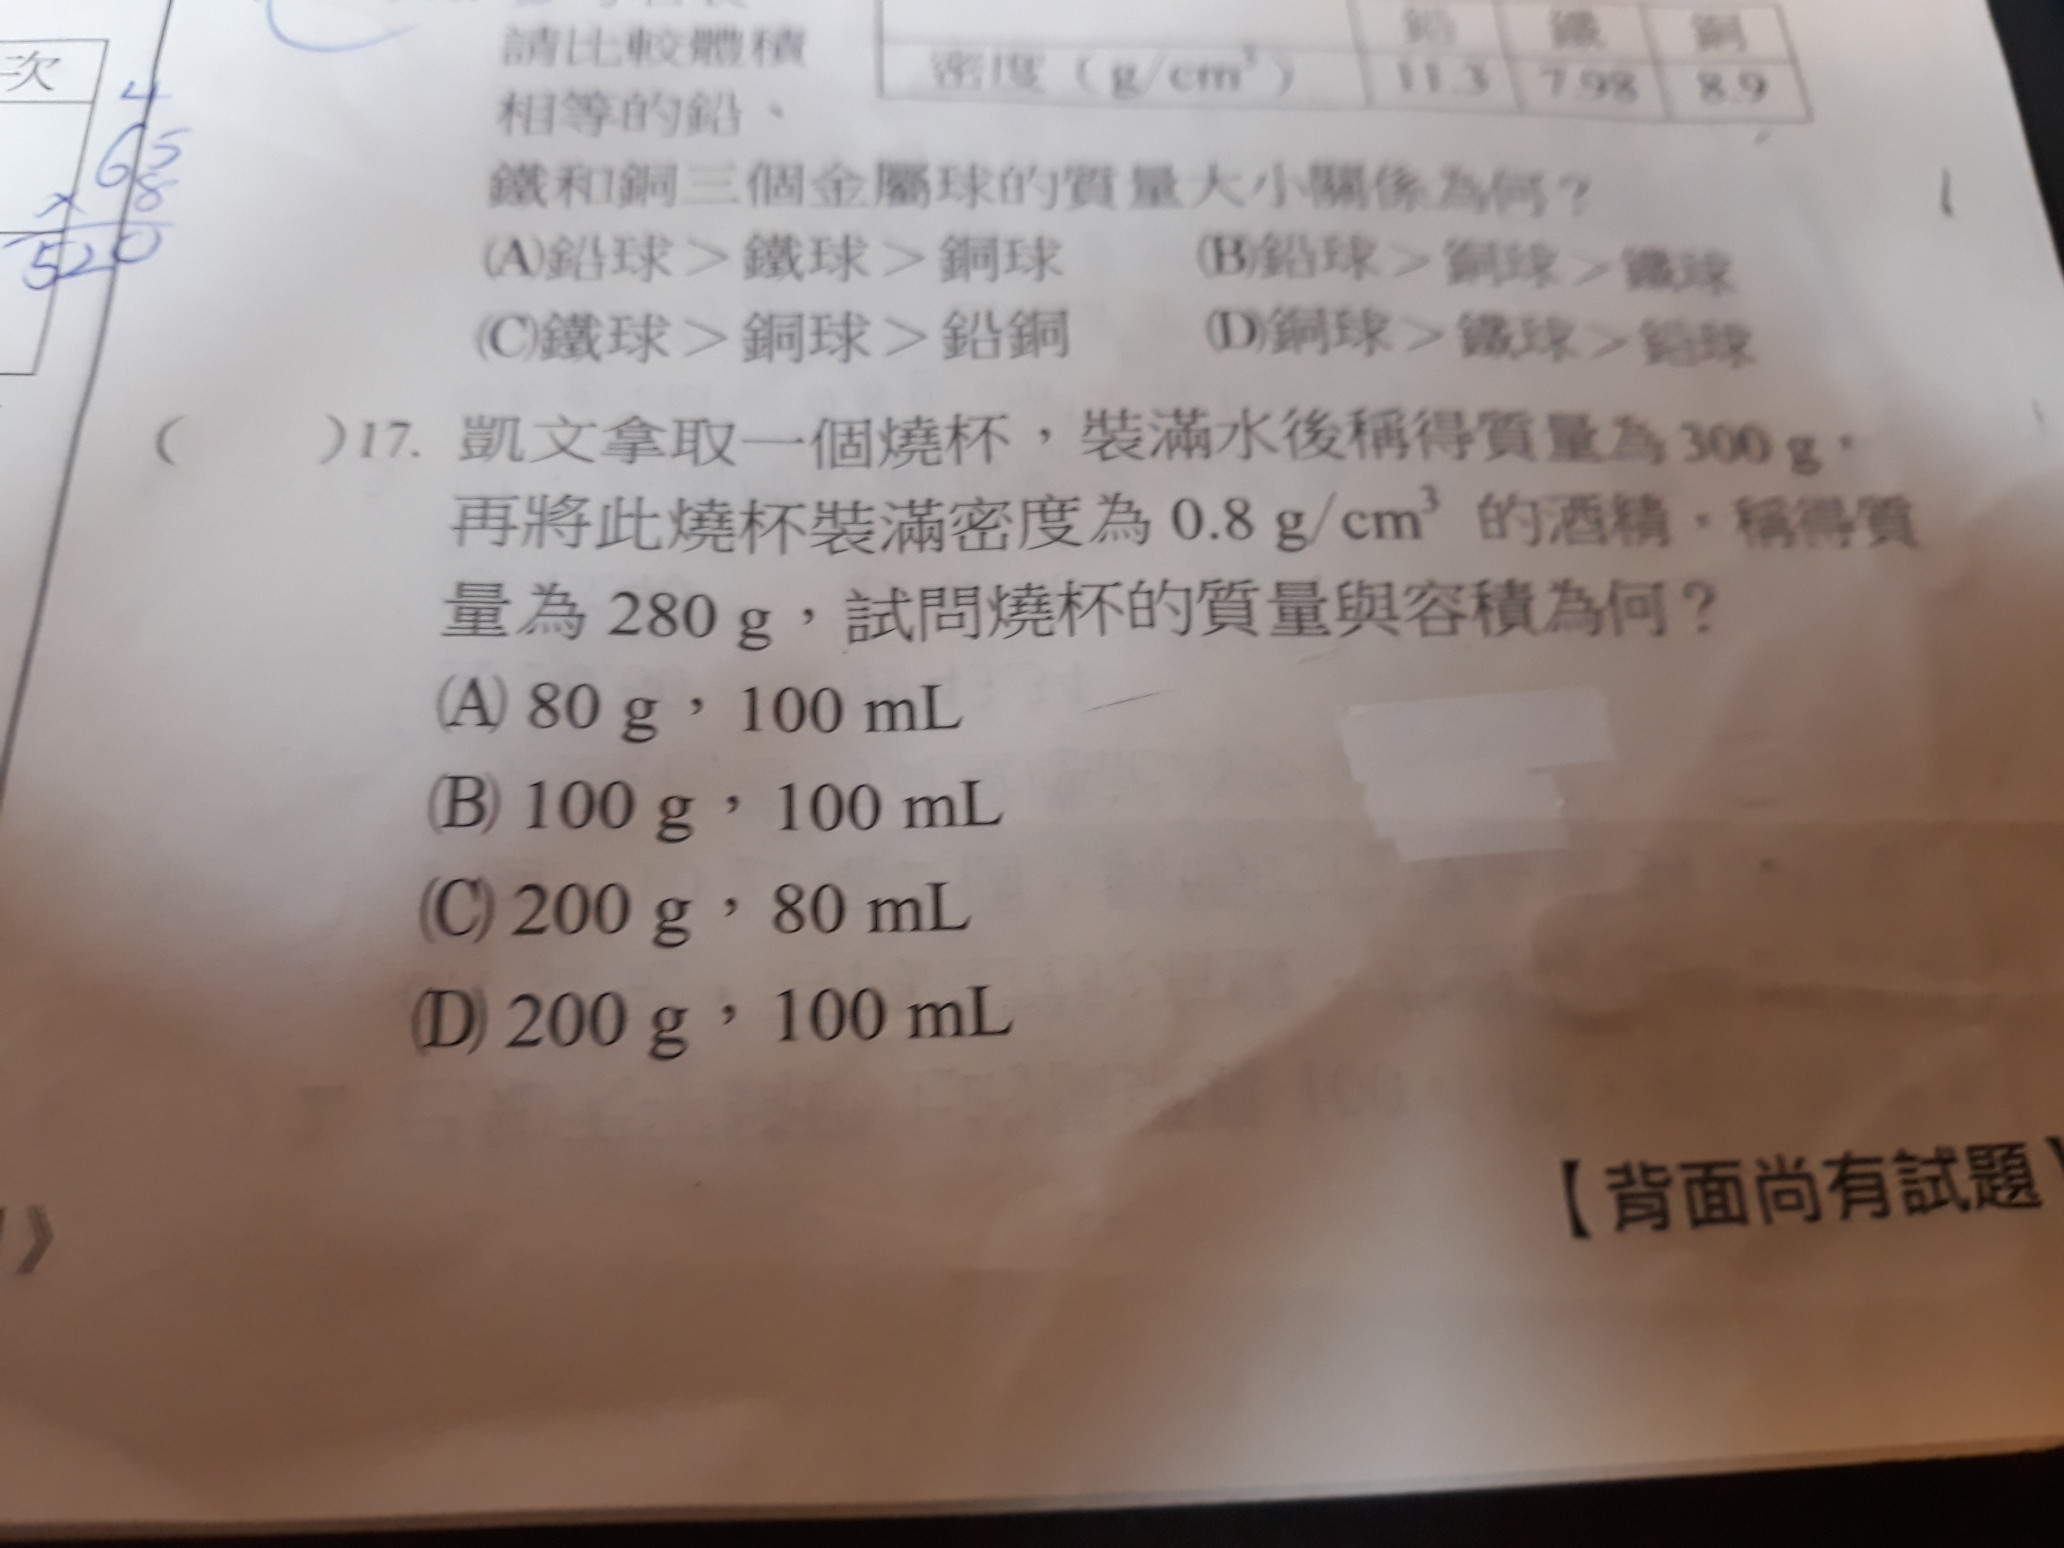 次
4
65
× 8
520
請比較體積
相等的鉛、
鉛 鐵 銅
密度（g/cm³） 11.3 7.98 8.9
鐵和銅三個金屬球的質量大小關係為何？
(A)鉛球＞鐵球＞銅球 (B)鉛球＞銅球＞鐵球
(C)鐵球＞銅球＞鉛銅 (D)銅球＞鐵球＞鉛球
（ ）17. 凱文拿取一個燒杯，裝滿水後稱得質量為 300 g，
再將此燒杯裝滿密度為 0.8 g/cm³ 的酒精，稱得質
量為 280 g，試問燒杯的質量與容積為何？
(A) 80 g，100 mL
(B) 100 g，100 mL
(C) 200 g，80 mL
(D) 200 g，100 mL
【背面尚有試題】